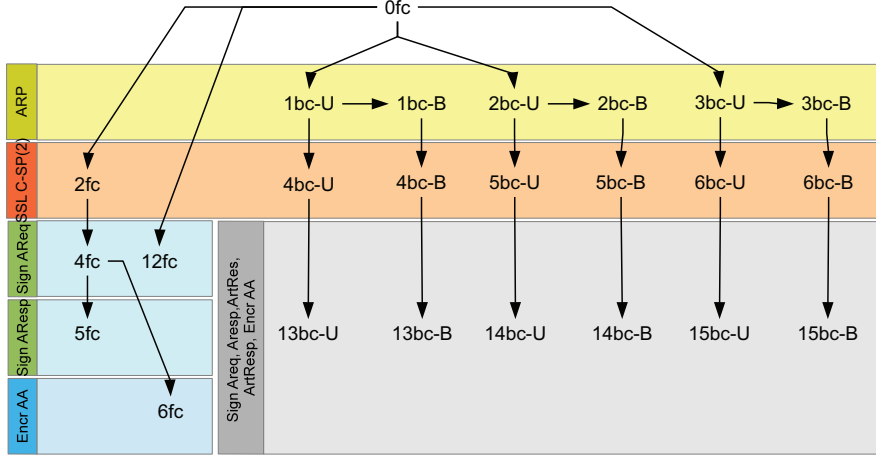 0fc
ARP
1bc-U
1bc-B
2bc-U
2bc-B
3bc-U
3bc-B
SSL C-SP(2)
2fc
4bc-U
4bc-B
5bc-U
5bc-B
6bc-U
6bc-B
Sign AReq
4fc
12fc
Sign AResp
5fc
Sign Areq, Aresp,ArtRes,
ArtResp, Encr AA
13bc-U
13bc-B
14bc-U
14bc-B
15bc-U
15bc-B
Encr AA
6fc